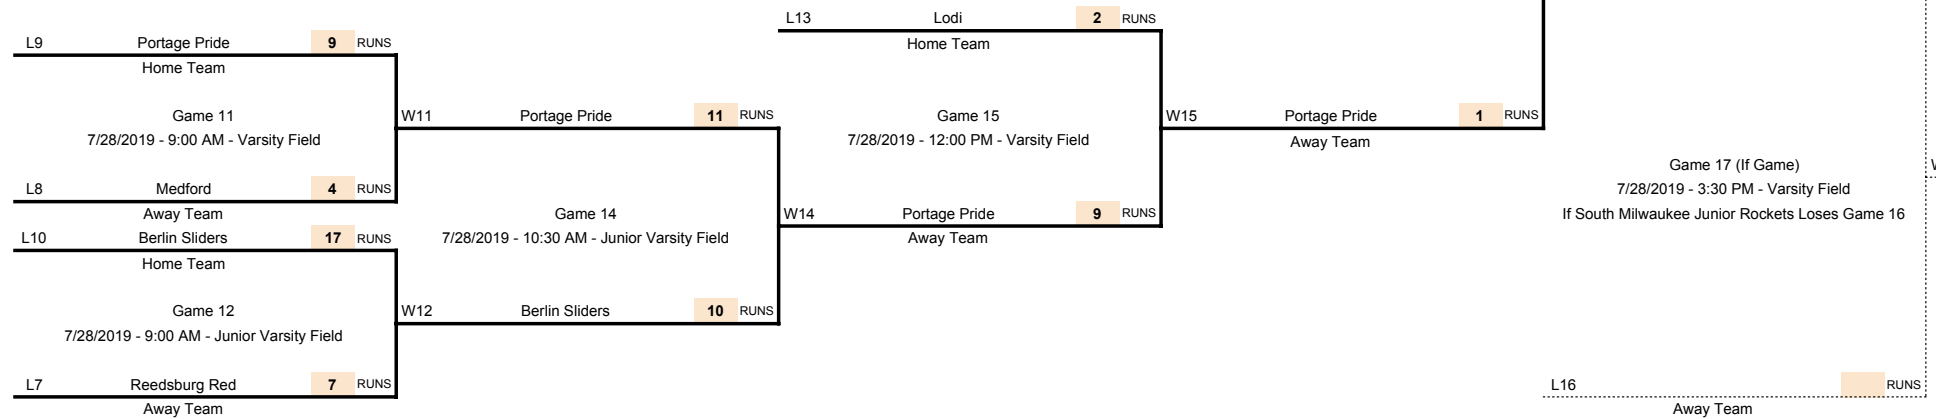 L13 Lodi 2 RUNS
Home Team
L9 Portage Pride 9 RUNS
Home Team
Game 11
7/28/2019 - 9:00 AM - Varsity Field
L8 Medford 4 RUNS
Away Team
W11 Portage Pride 11 RUNS
Game 14
7/28/2019 - 10:30 AM - Junior Varsity Field
L10 Berlin Sliders 17 RUNS
Home Team
Game 12
7/28/2019 - 9:00 AM - Junior Varsity Field
W12 Berlin Sliders 10 RUNS
L7 Reedsburg Red 7 RUNS
Away Team
Game 15
7/28/2019 - 12:00 PM - Varsity Field
W14 Portage Pride 9 RUNS
Away Team
W15 Portage Pride 1 RUNS
Away Team
Game 17 (If Game)
7/28/2019 - 3:30 PM - Varsity Field
If South Milwaukee Junior Rockets Loses Game 16
L16 RUNS
Away Team